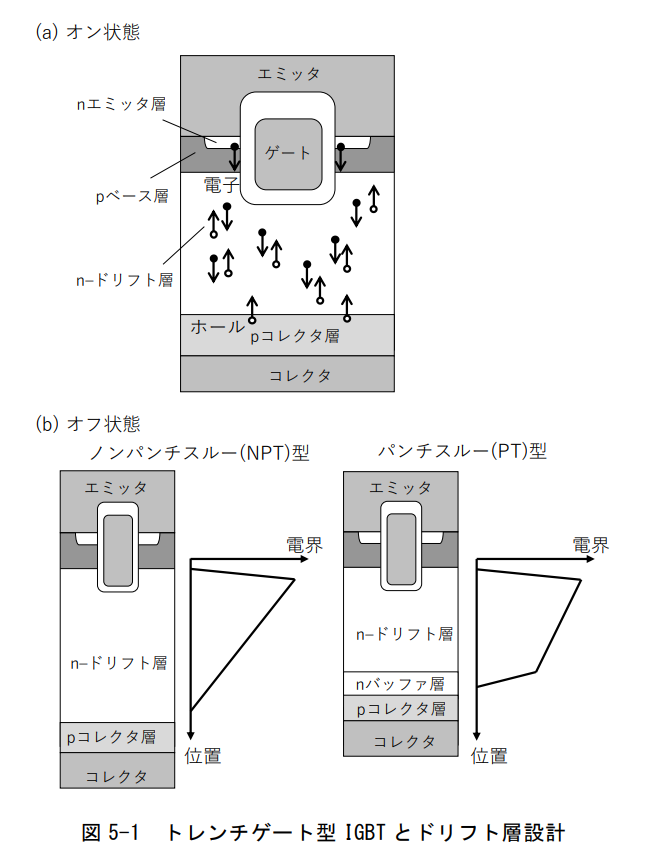 (a) オン状態
エミッタ
nエミッタ層
ゲート
pベース層
電子
n−ドリフト層
ホール
pコレクタ層
コレクタ
(b) オフ状態
ノンパンチスルー(NPT)型
エミッタ
電界
n−ドリフト層
pコレクタ層
コレクタ
位置
パンチスルー(PT)型
エミッタ
電界
n−ドリフト層
nバッファ層
pコレクタ層
コレクタ
位置
図 5-1 トレンチゲート型 IGBT とドリフト層設計